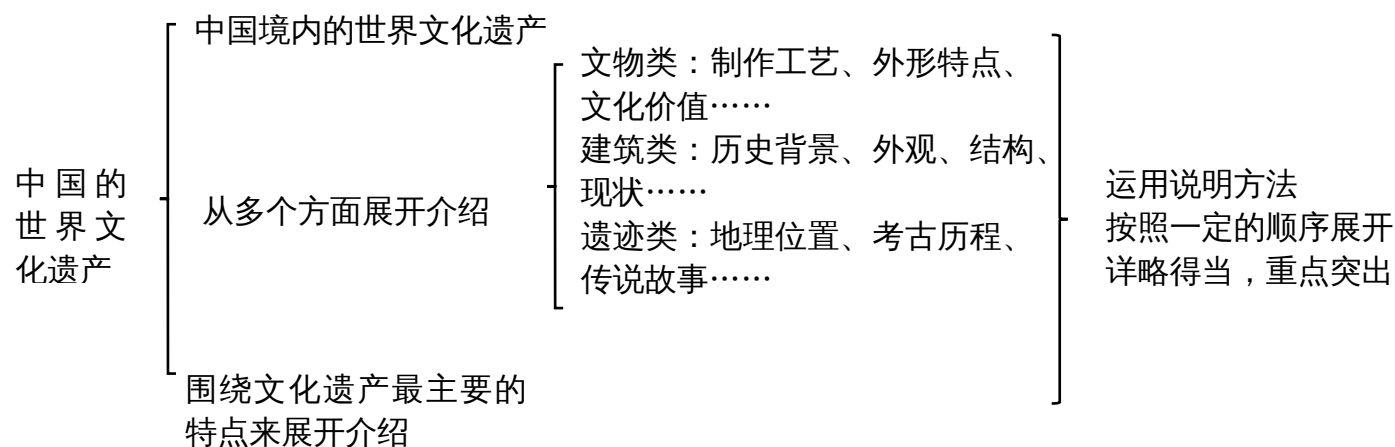 中国的
世界文
化遗产
中国境内的世界文化遗产
从多个方面展开介绍
文物类：制作工艺、外形特点、
文化价值……
建筑类：历史背景、外观、结构、
现状……
遗迹类：地理位置、考古历程、
传说故事……
围绕文化遗产最主要的
特点来展开介绍
运用说明方法
按照一定的顺序展开
详略得当，重点突出